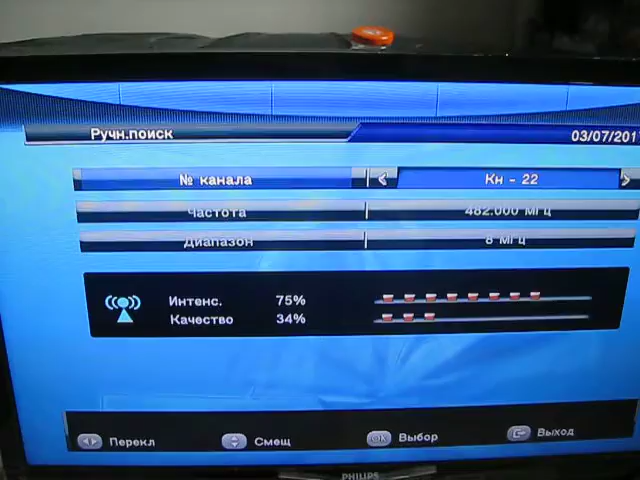 Ручн.поиск 03/07/201
№ канала Кн - 22
Частота 482.000 мгц
Диапазон 8 мгц
Интенс. 75%
Качество 34%
Перекл Смещ OK Выбор Выход
PHILIPS